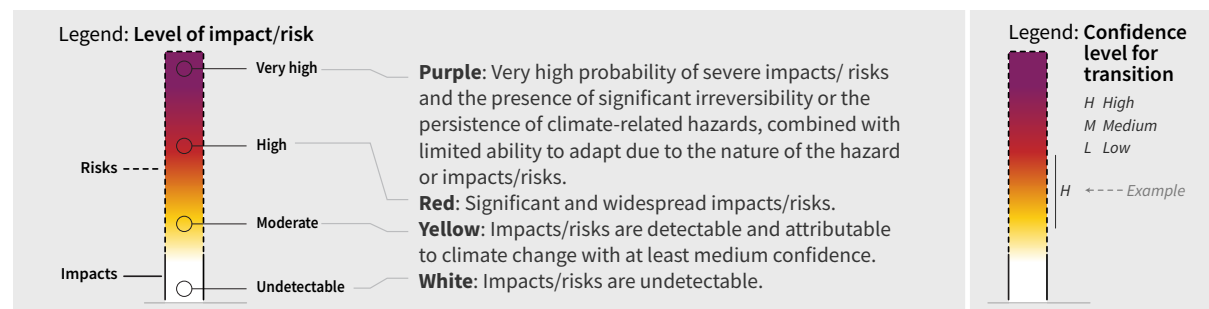 Legend: Level of impact/risk
Very high
High
Risks
Moderate
Impacts
Undetectable
Purple: Very high probability of severe impacts/ risks
and the presence of significant irreversibility or the
persistence of climate-related hazards, combined with
limited ability to adapt due to the nature of the hazard
or impacts/risks.
Red: Significant and widespread impacts/risks.
Yellow: Impacts/risks are detectable and attributable
to climate change with at least medium confidence.
White: Impacts/risks are undetectable.
Legend: Confidence
level for
transition
H High
M Medium
L Low
H
Example